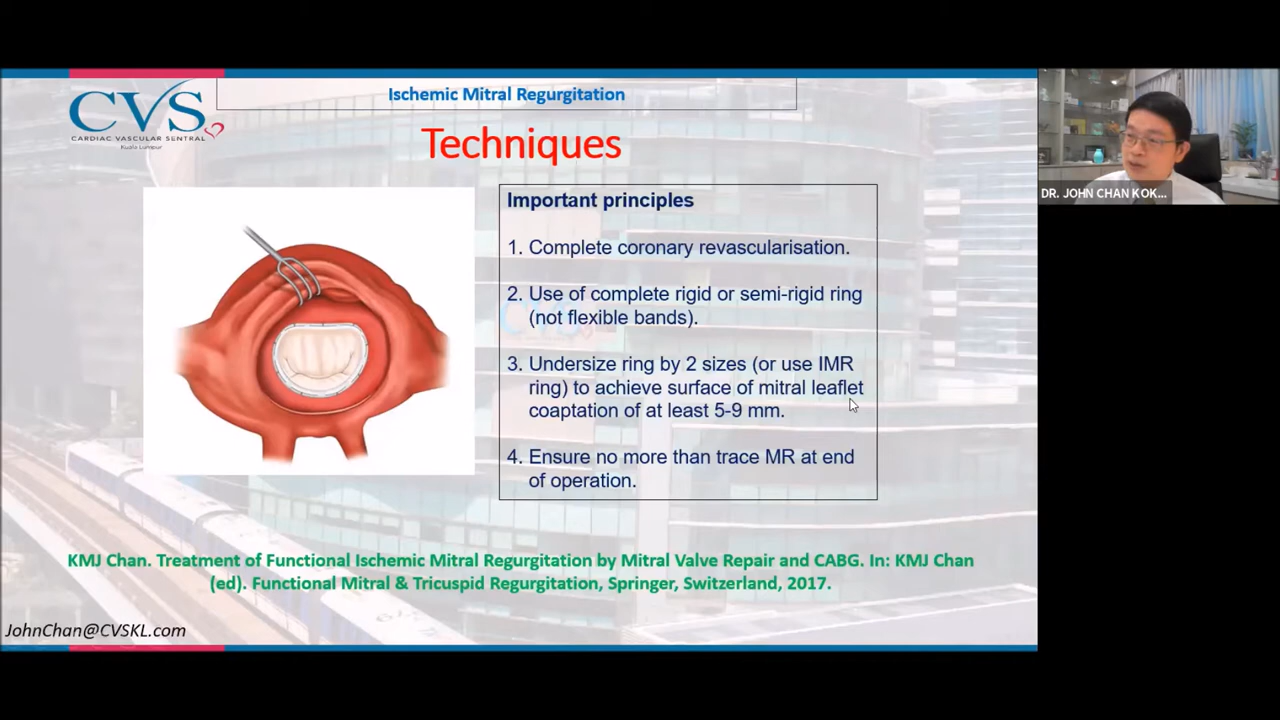 Ischemic Mitral Regurgitation
CVS
CARDIAC VASCULAR SENTRAL
Kuala Lumpur
Techniques
Important principles
1. Complete coronary revascularisation.
2. Use of complete rigid or semi-rigid ring
(not flexible bands).
3. Undersize ring by 2 sizes (or use IMR
ring) to achieve surface of mitral leaflet
coaptation of at least 5-9 mm.
4. Ensure no more than trace MR at end
of operation.
KMJ Chan. Treatment of Functional Ischemic Mitral Regurgitation by Mitral Valve Repair and CABG. In: KMJ Chan
(ed). Functional Mitral & Tricuspid Regurgitation, Springer, Switzerland, 2017.
JohnChan@CVSKL.com
DR. JOHN CHAN KOK...